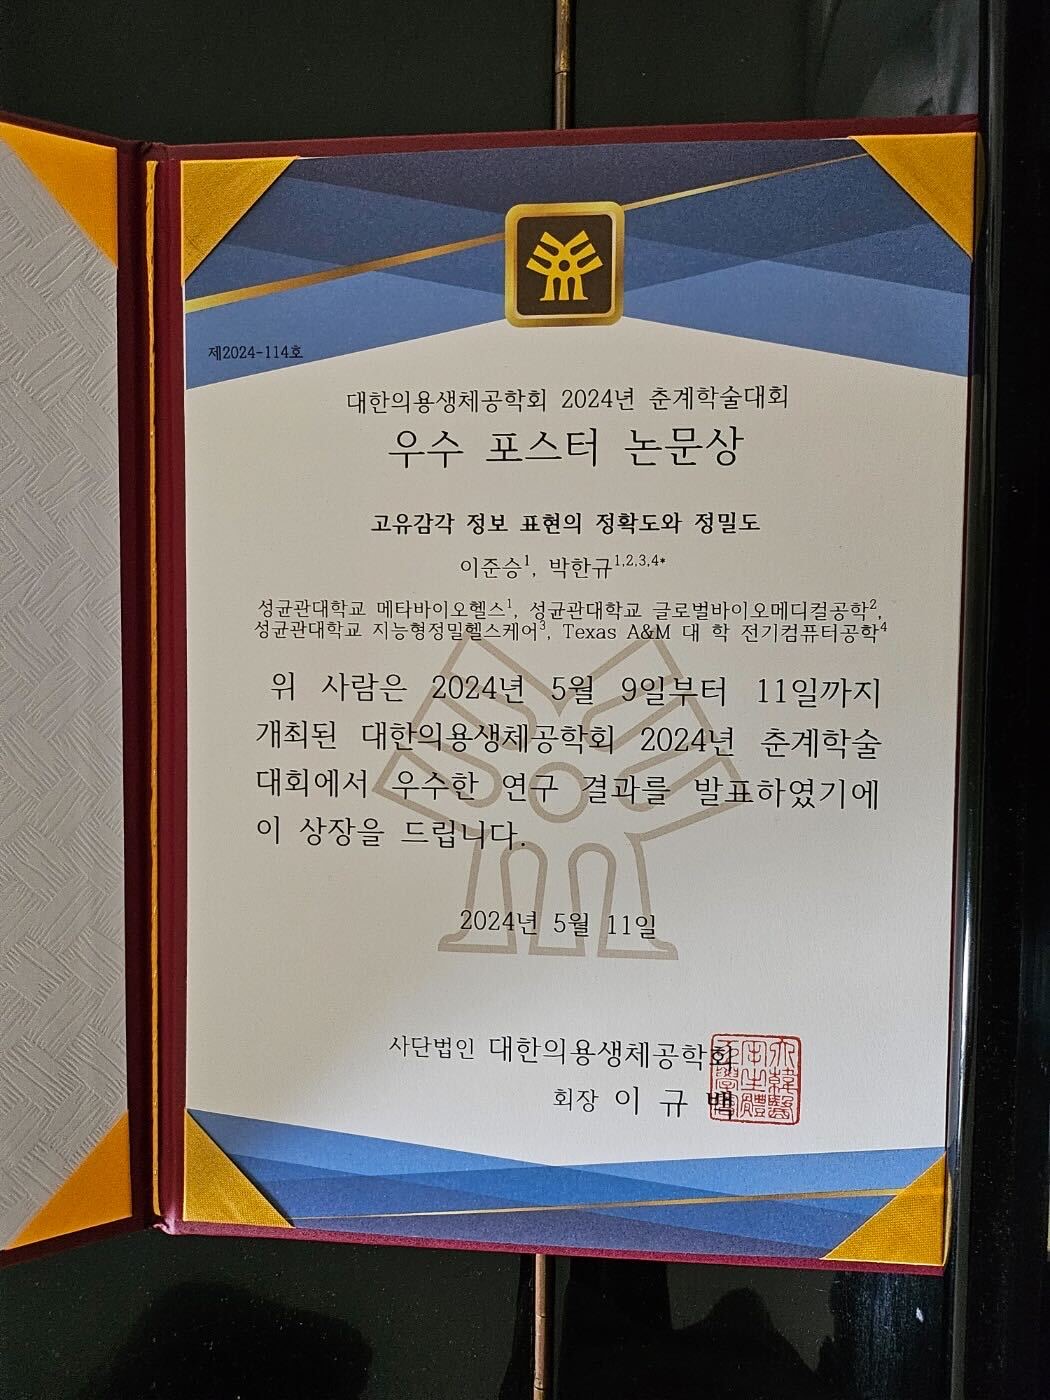 제2024-114호
대한의용생체공학회 2024년 춘계학술대회
우수 포스터 논문상
고유감각 정보 표현의 정확도와 정밀도
이준승1, 박한규1,2,3,4*
성균관대학교 메타바이오헬스1, 성균관대학교 글로벌바이오메디컬공학2,
성균관대학교 지능형정밀헬스케어3, Texas A&M 대 학 전기컴퓨터공학4
위 사람은 2024년 5월 9일부터 11일까지
개최된 대한의용생체공학회 2024년 춘계학술
대회에서 우수한 연구 결과를 발표하였기에
이 상장을 드립니다.
2024년 5월 11일
사단법인 대한의용생체공학회
회장 이 규 백